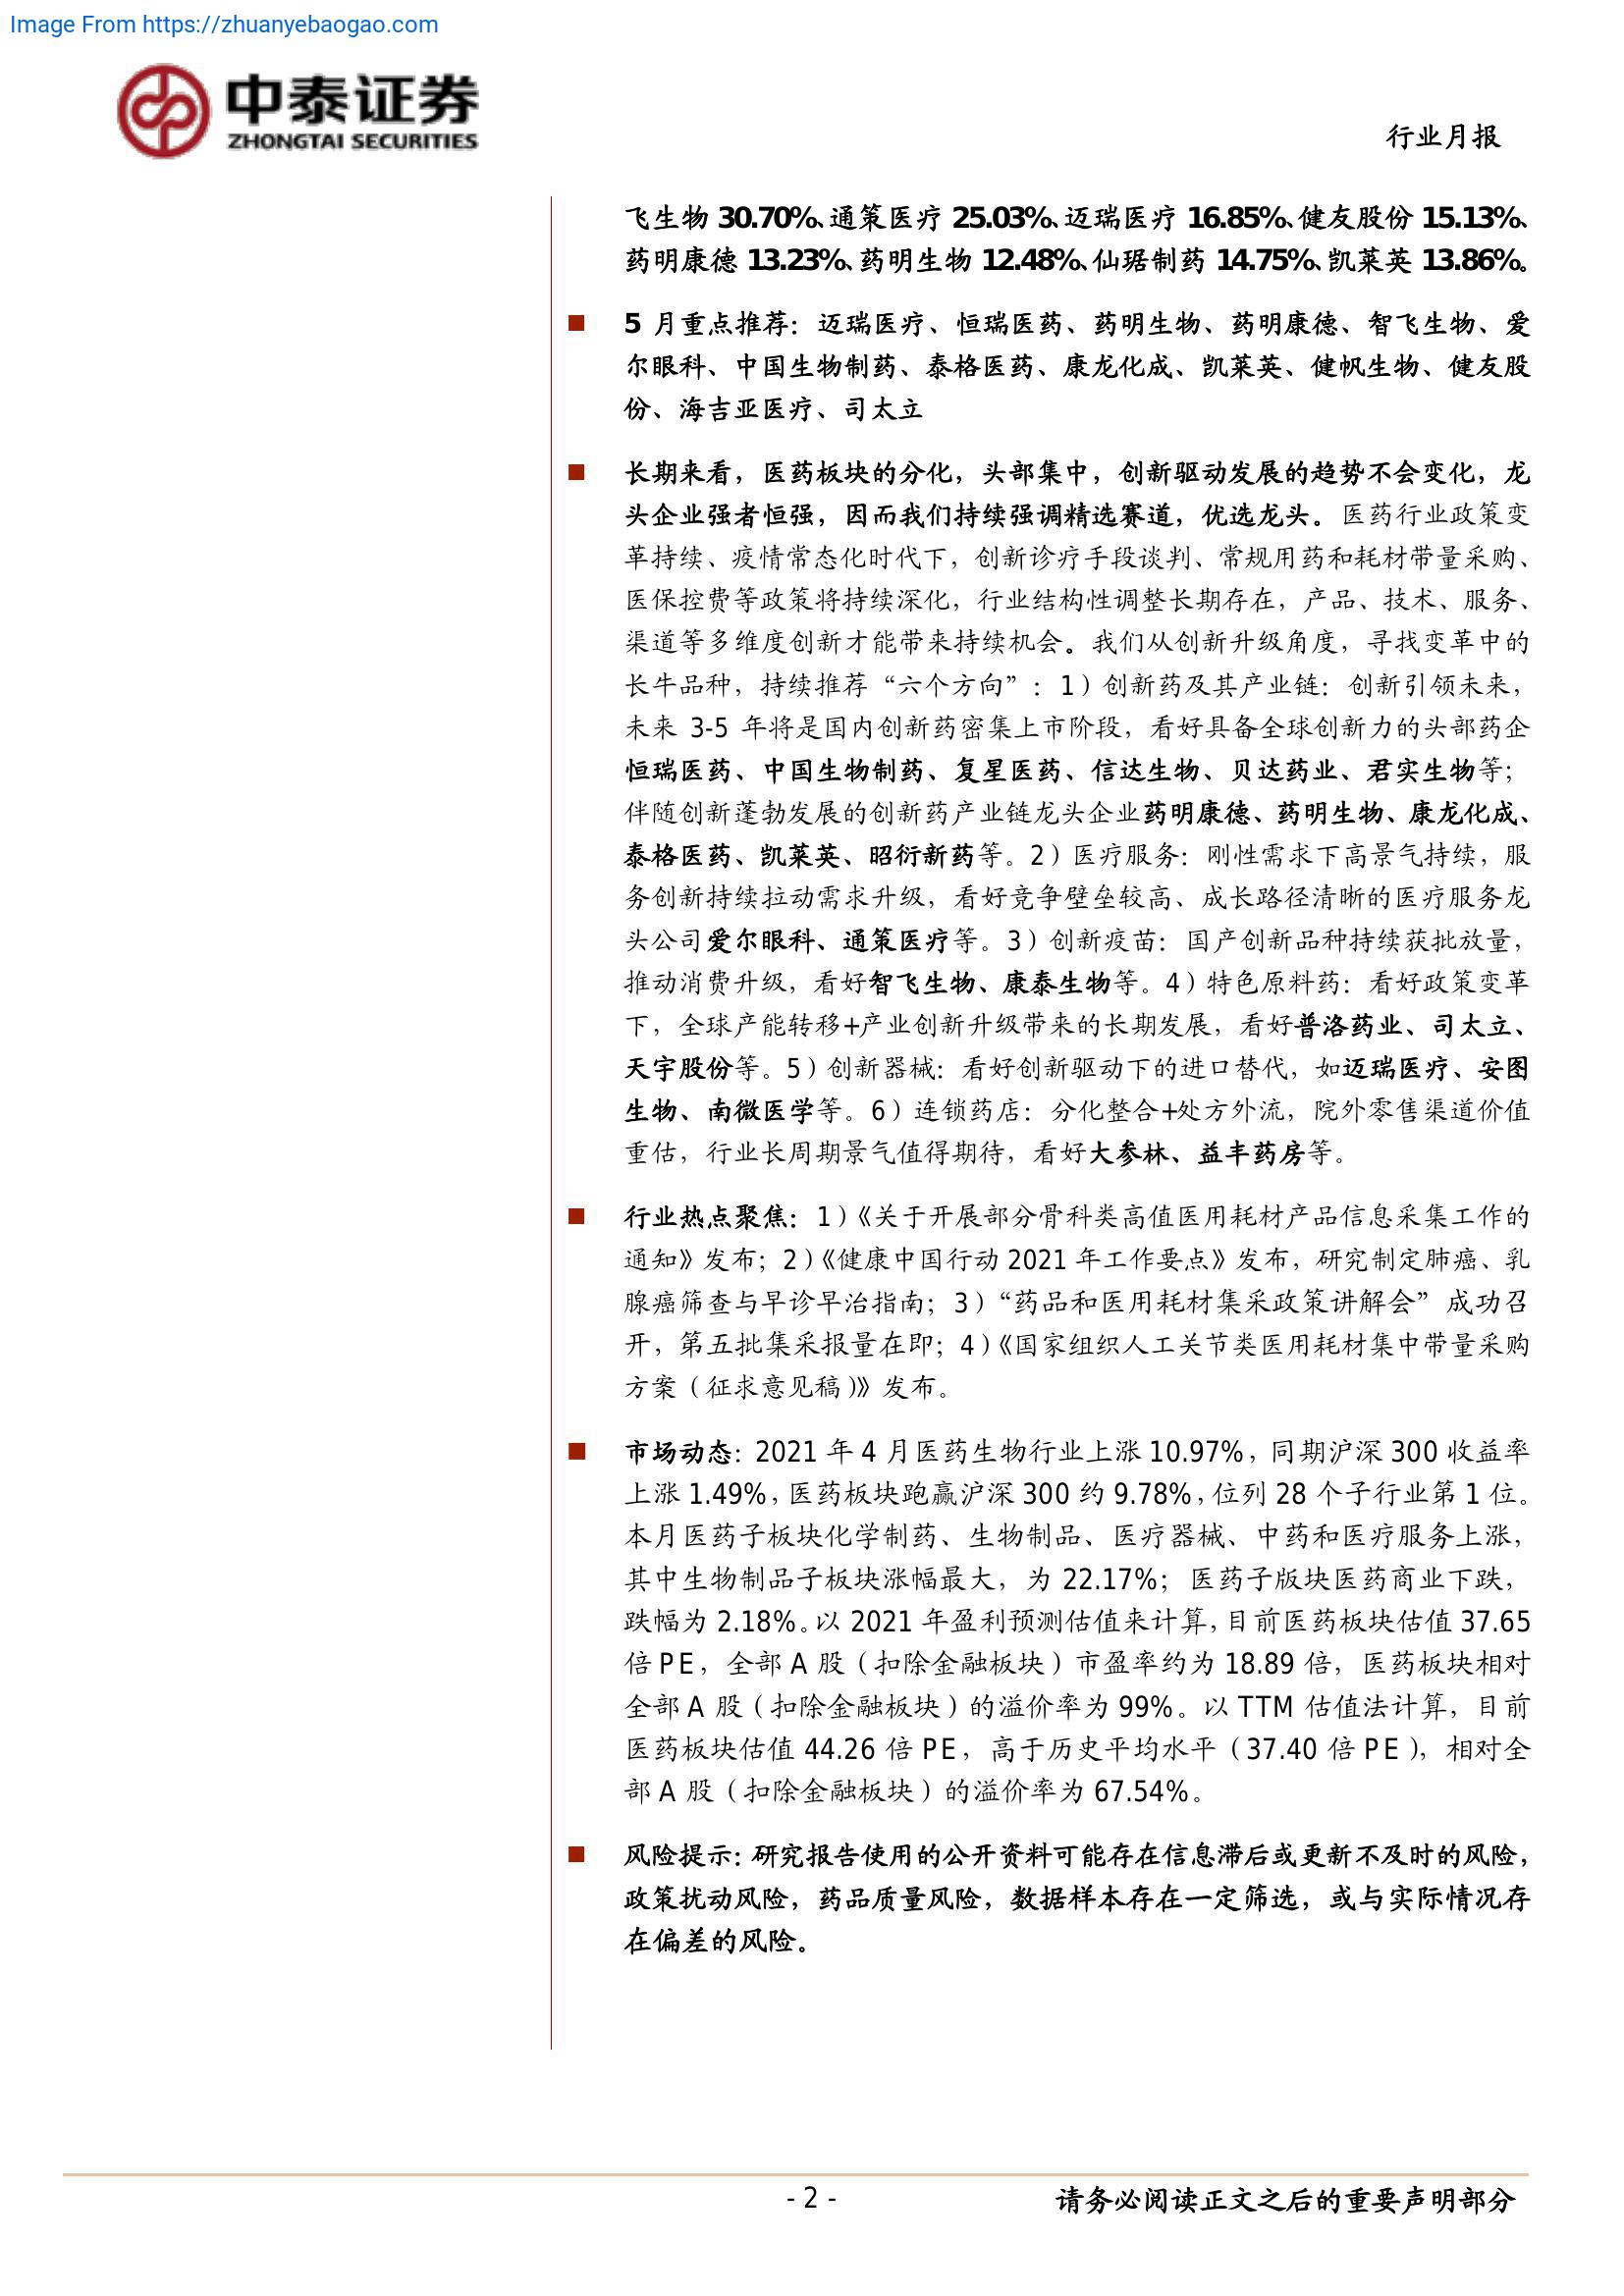 Image From https://zhuanyebaogao.com
中泰证券
ZHONGTAI SECURITIES
行业月报
飞生物 30.70%、通策医疗 25.03%、迈瑞医疗 16.85%、健友股份 15.13%、
药明康德 13.23%、药明生物 12.48%、仙琚制药 14.75%、凯莱英 13.86%。
5 月重点推荐：迈瑞医疗、恒瑞医药、药明生物、药明康德、智飞生物、爱
尔眼科、中国生物制药、泰格医药、康龙化成、凯莱英、健帆生物、健友股
份、海吉亚医疗、司太立
长期来看，医药板块的分化，头部集中，创新驱动发展的趋势不会变化，龙
头企业强者恒强，因而我们持续强调精选赛道，优选龙头。医药行业政策变
革持续、疫情常态化时代下，创新诊疗手段谈判、常规用药和耗材带量采购、
医保控费等政策将持续深化，行业结构性调整长期存在，产品、技术、服务、
渠道等多维度创新才能带来持续机会。我们从创新升级角度，寻找变革中的
长牛品种，持续推荐“六个方向”：1）创新药及其产业链：创新引领未来，
未来 3-5 年将是国内创新药密集上市阶段，看好具备全球创新力的头部药企
恒瑞医药、中国生物制药、复星医药、信达生物、贝达药业、君实生物等；
伴随创新蓬勃发展的创新药产业链龙头企业药明康德、药明生物、康龙化成、
泰格医药、凯莱英、昭衍新药等。2）医疗服务：刚性需求下高景气持续，服
务创新持续拉动需求升级，看好竞争壁垒较高、成长路径清晰的医疗服务龙
头公司爱尔眼科、通策医疗等。3）创新疫苗：国产创新品种持续获批放量，
推动消费升级，看好智飞生物、康泰生物等。4）特色原料药：看好政策变革
下，全球产能转移+产业创新升级带来的长期发展，看好普洛药业、司太立、
天宇股份等。5）创新器械：看好创新驱动下的进口替代，如迈瑞医疗、安图
生物、南微医学等。6）连锁药店：分化整合+处方外流，院外零售渠道价值
重估，行业长周期景气值得期待，看好大参林、益丰药房等。
行业热点聚焦：1）《关于开展部分骨科类高值医用耗材产品信息采集工作的
通知》发布；2）《健康中国行动 2021 年工作要点》发布，研究制定肺癌、乳
腺癌筛查与早诊早治指南；3）“药品和医用耗材集采政策讲解会”成功召
开，第五批集采报量在即；4）《国家组织人工关节类医用耗材集中带量采购
方案（征求意见稿）》发布。
市场动态：2021 年 4 月医药生物行业上涨 10.97%，同期沪深 300 收益率
上涨 1.49%，医药板块跑赢沪深 300 约 9.78%，位列 28 个子行业第 1 位。
本月医药子板块化学制药、生物制品、医疗器械、中药和医疗服务上涨，
其中生物制品子板块涨幅最大，为 22.17%；医药子版块医药商业下跌，
跌幅为 2.18%。以 2021 年盈利预测估值来计算，目前医药板块估值 37.65
倍 PE，全部 A 股（扣除金融板块）市盈率约为 18.89 倍，医药板块相对
全部 A 股（扣除金融板块）的溢价率为 99%。以 TTM 估值法计算，目前
医药板块估值 44.26 倍 PE，高于历史平均水平（37.40 倍 PE），相对全
部 A 股（扣除金融板块）的溢价率为 67.54%。
风险提示：研究报告使用的公开资料可能存在信息滞后或更新不及时的风险，
政策扰动风险，药品质量风险，数据样本存在一定筛选，或与实际情况存
在偏差的风险。
- 2 -
请务必阅读正文之后的重要声明部分